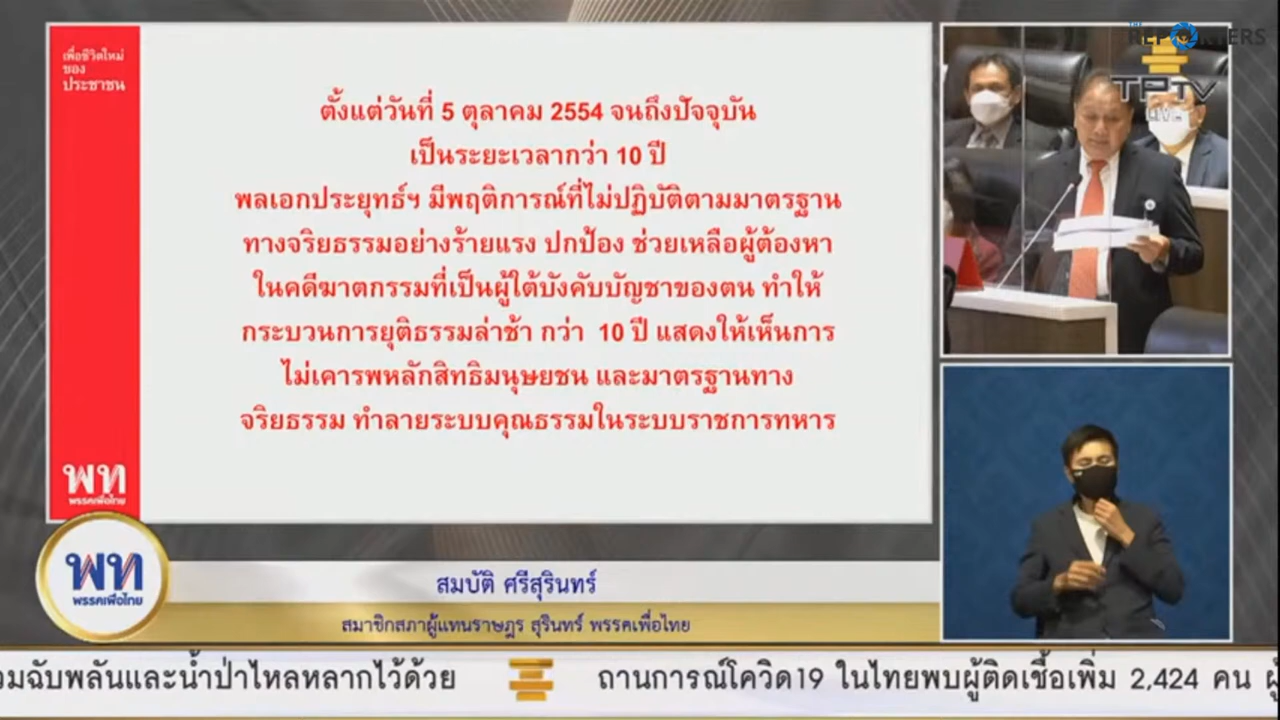 เพื่อชีวิตใหม่
ของ
ประชาชน
ตั้งแต่วันที่ 5 ตุลาคม 2554 จนถึงปัจจุบัน
เป็นระยะเวลากว่า 10 ปี
พลเอกประยุทธ์ฯ มีพฤติการณ์ที่ไม่ปฏิบัติตามมาตรฐาน
ทางจริยธรรมอย่างร้ายแรง ปกป้อง ช่วยเหลือผู้ต้องหา
ในคดีฆาตกรรมที่เป็นผู้ใต้บังคับบัญชาของตน ทำให้
กระบวนการยุติธรรมล่าช้า กว่า 10 ปี แสดงให้เห็นการ
ไม่เคารพหลักสิทธิมนุษยชน และมาตรฐานทาง
จริยธรรม ทำลายระบบคุณธรรมในระบบราชการทหาร
พท
พรรคเพื่อไทย
THE REPORTERS
TPTV
LIVE
พท
พรรคเพื่อไทย
สมบัติ ศรีสุรินทร์
สมาชิกสภาผู้แทนราษฎร สุรินทร์ พรรคเพื่อไทย
วมฉับพลันและน้ำป่าไหลหลากไว้ด้วย ถานการณ์โควิด19 ในไทยพบผู้ติดเชื้อเพิ่ม 2,424 คน ผู้